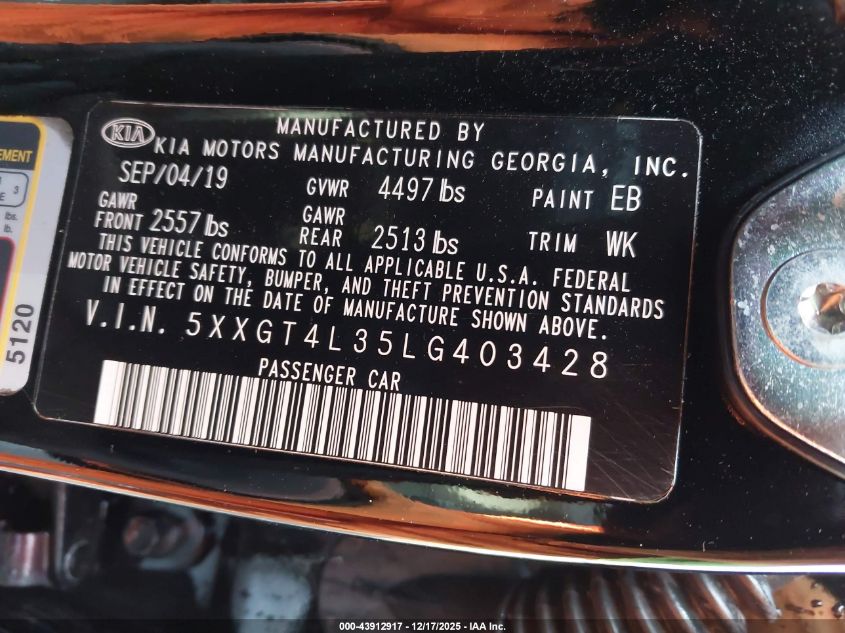 KIA
MANUFACTURED BY
KIA MOTORS MANUFACTURING GEORGIA, INC.
SEP/04/19 GVWR 4497 lbs PAINT EB
GAWR FRONT 2557 lbs GAWR REAR 2513 lbs TRIM WK
THIS VEHICLE CONFORMS TO ALL APPLICABLE U.S.A. FEDERAL
MOTOR VEHICLE SAFETY, BUMPER, AND THEFT PREVENTION STANDARDS
IN EFFECT ON THE DATE OF MANUFACTURE SHOWN ABOVE.
V.I.N. 5XXGT4L35LG403428
PASSENGER CAR
3
lbs.
lb.
5120
000-43912917 - 12/17/2025 - IAA Inc.